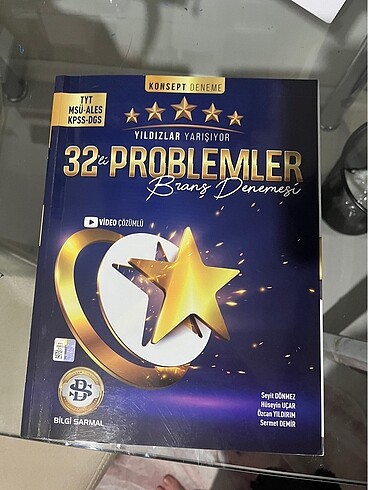 KONSEPT DENEME
TYT
MSÜ-ALES
KPSS-DGS
YILDIZLAR YARIŞIYOR
32'li PROBLEMLER
Branş Denemesi
VİDEO ÇÖZÜMLÜ
Seyit DÖNMEZ
Hüseyin UÇAR
Özcan YILDIRIM
Sermet DEMİR
BS
BİLGİ SARMAL